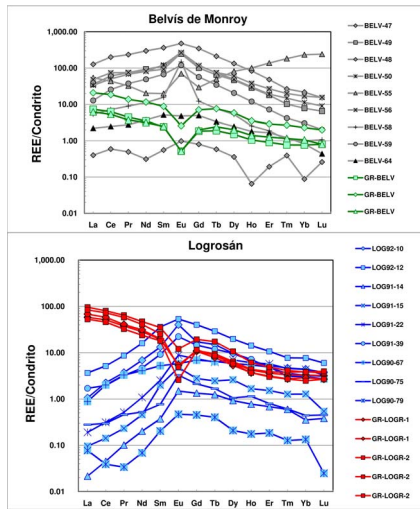 Belvís de Monroy
1,000.00
100.00
10.00
1.00
0.10
0.01
REE/Condrito
La Ce Pr Nd Sm Eu Gd Tb Dy Ho Er Tm Yb Lu
BELV-47
BELV-49
BELV-48
BELV-50
BELV-55
BELV-56
BELV-58
BELV-59
BELV-64
GR-BELV
GR-BELV
GR-BELV
Logrosán
1,000.00
100.00
10.00
1.00
0.10
0.01
REE/Condrito
La Ce Pr Nd Sm Eu Gd Tb Dy Ho Er Tm Yb Lu
LOG92-10
LOG92-12
LOG91-14
LOG91-15
LOG91-22
LOG91-39
LOG90-67
LOG90-75
LOG90-79
GR-LOGR-1
GR-LOGR-1
GR-LOGR-2
GR-LOGR-2
GR-LOGR-2